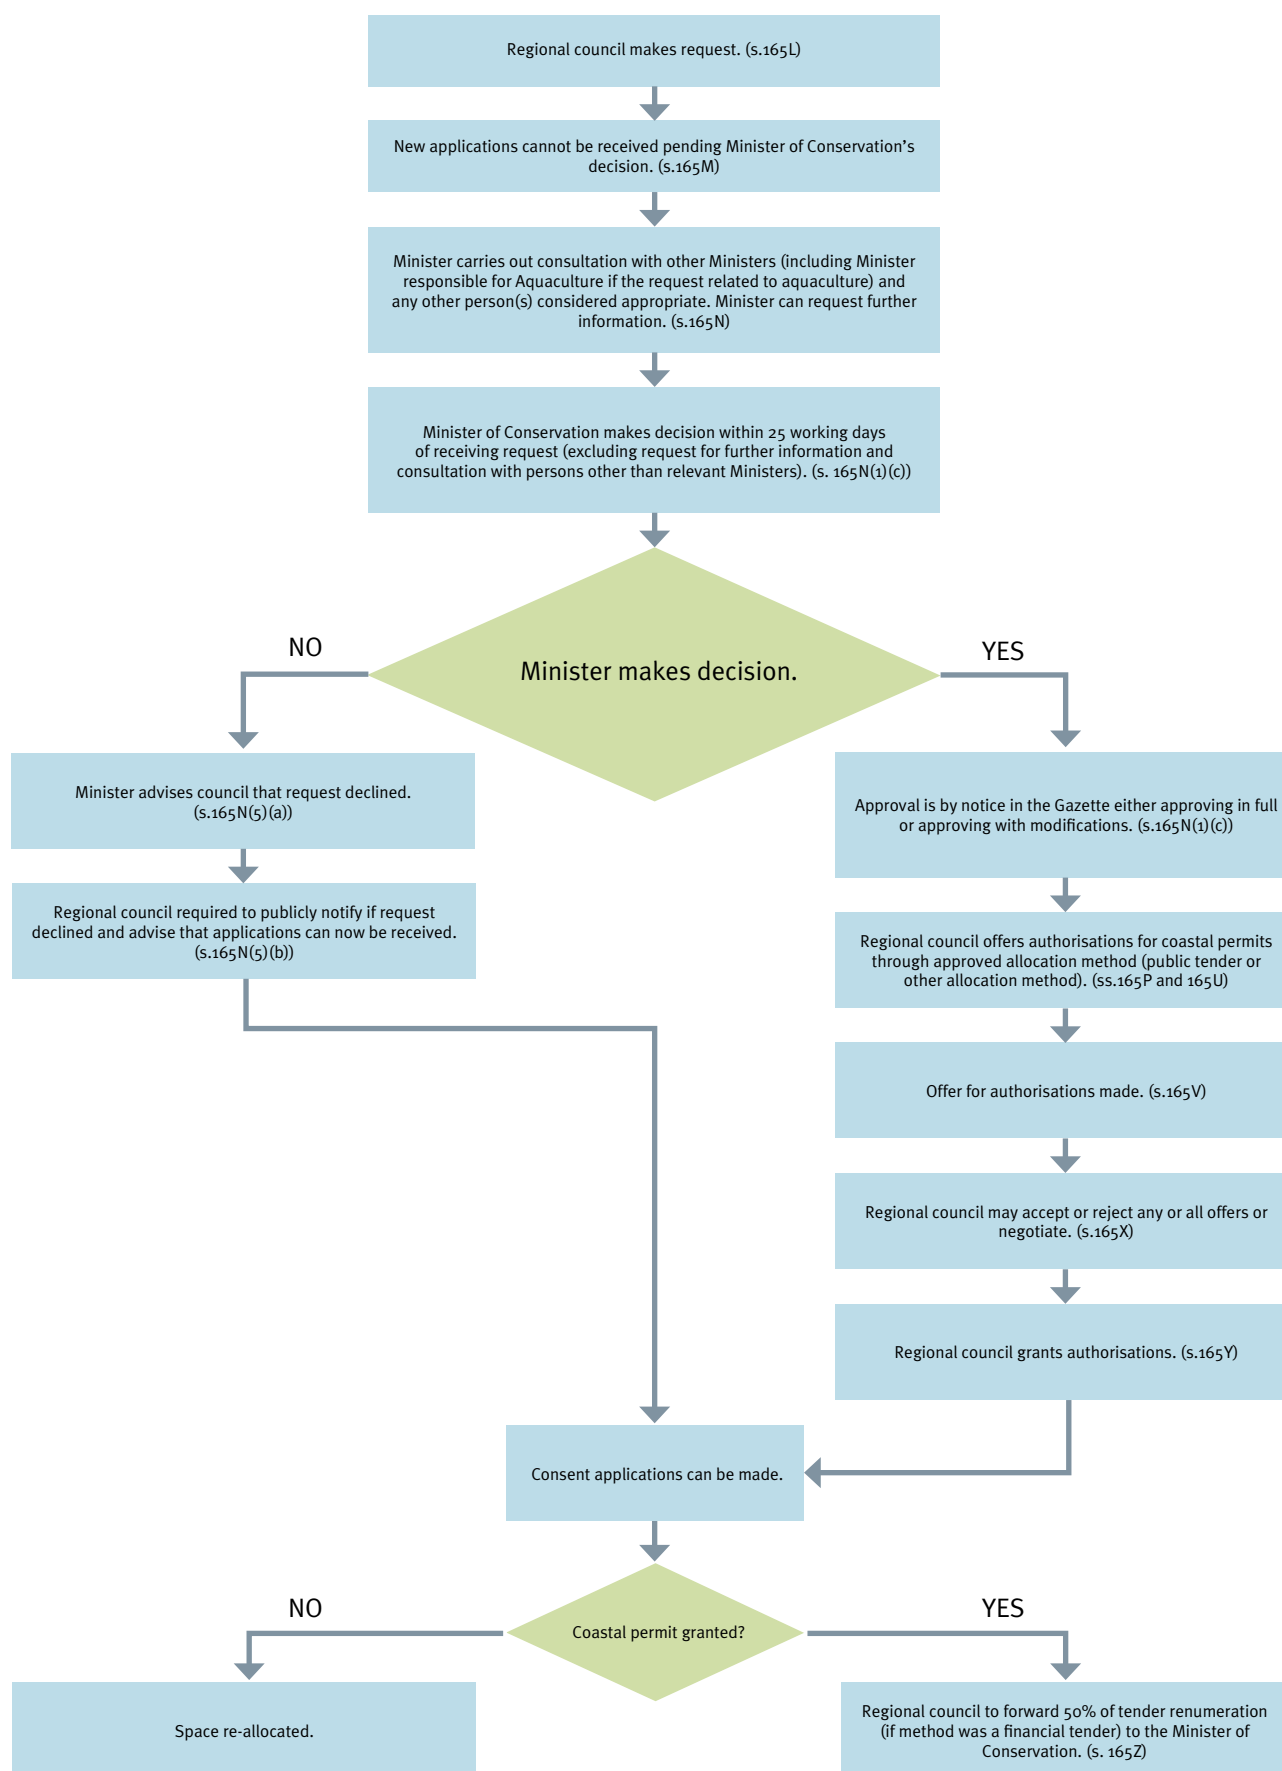 Regional council makes request. (s.165L)
New applications cannot be received pending Minister of Conservation’s
decision. (s.165M)
Minister carries out consultation with other Ministers (including Minister
responsible for Aquaculture if the request related to aquaculture) and
any other person(s) considered appropriate. Minister can request further
information. (s.165N)
Minister of Conservation makes decision within 25 working days
of receiving request (excluding request for further information and
consultation with persons other than relevant Ministers). (s. 165N(1)(c))
NO
YES
Minister makes decision.
Minister advises council that request declined.
(s.165N(5)(a))
Regional council required to publicly notify if request
declined and advise that applications can now be received.
(s.165N(5)(b))
Approval is by notice in the Gazette either approving in full
or approving with modifications. (s.165N(1)(c))
Regional council offers authorisations for coastal permits
through approved allocation method (public tender or
other allocation method). (ss.165P and 165U)
Offer for authorisations made. (s.165V)
Regional council may accept or reject any or all offers or
negotiate. (s.165X)
Regional council grants authorisations. (s.165Y)
Consent applications can be made.
NO
YES
Coastal permit granted?
Space re-allocated.
Regional council to forward 50% of tender renumeration
(if method was a financial tender) to the Minister of
Conservation. (s. 165Z)